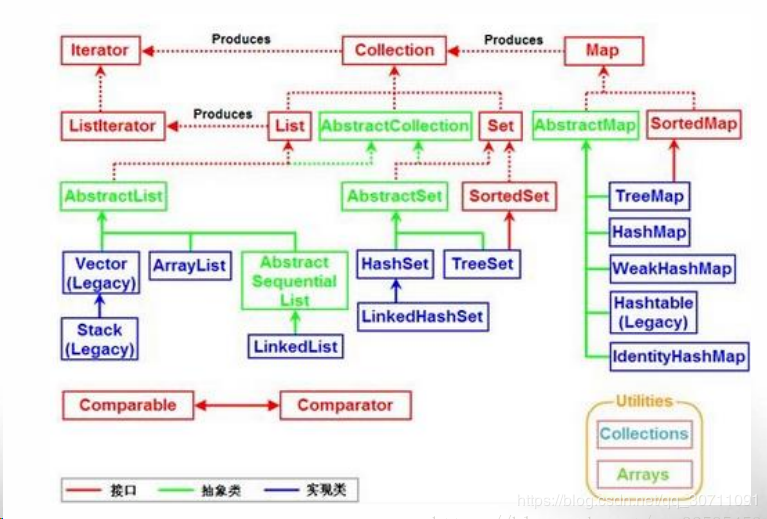 Produces
Produces
Iterator
Collection
Map
Produces
ListIterator
List
AbstractCollection
Set
AbstractMap
SortedMap
AbstractList
AbstractSet
SortedSet
TreeMap
HashMap
Vector
(Legacy)
ArrayList
Abstract
Sequential
List
HashSet
TreeSet
WeakHashMap
Hashtable
(Legacy)
LinkedHashSet
Stack
(Legacy)
LinkedList
IdentityHashMap
Comparable
Comparator
Utilities
Collections
Arrays
接口
抽象类
实现类
https://blog.csdn.net/qq_30711091